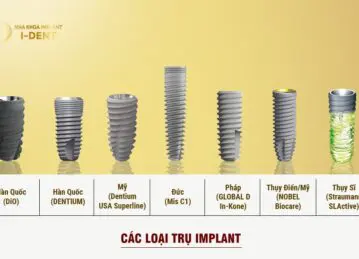 NHA KHOA IMPLANT
I-DENT
Hàn Quốc
(DIO)
Hàn Quốc
(DENTIUM)
Mỹ
(Dentium
USA Superline)
Đức
(Mis C1)
Pháp
(GLOBAL D
In-Kone)
Thụy Điển/Mỹ
(NOBEL
Biocare)
Thụy Sĩ
(Straumann
SLActive)
CÁC LOẠI TRỤ IMPLANT